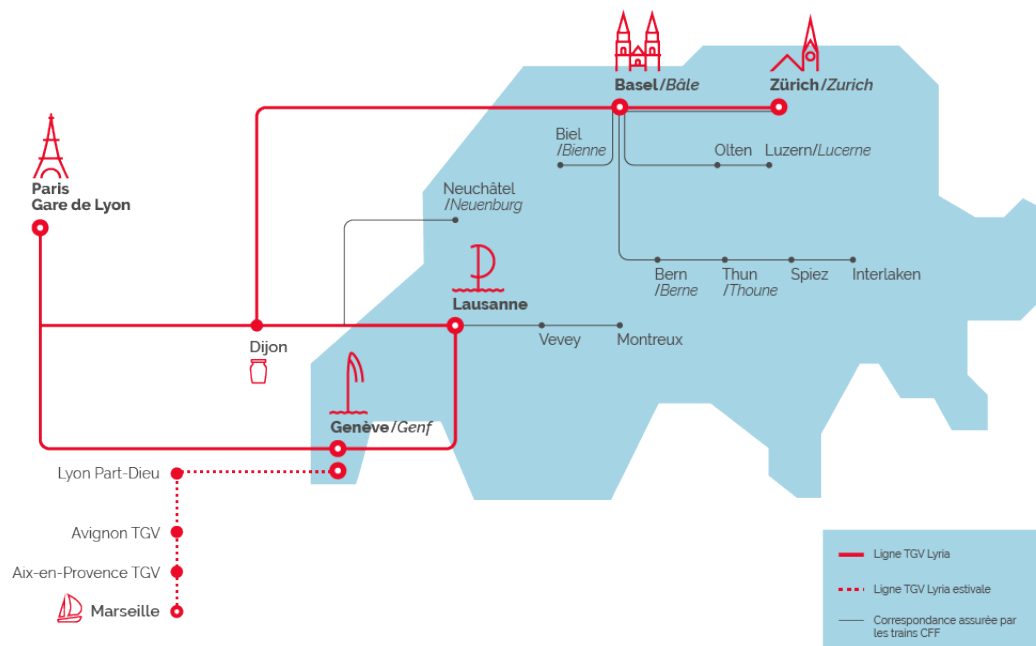 Basel/Bâle
Zürich/Zurich
Biel
/Bienne
Olten
Luzern/Lucerne
Paris
Gare de Lyon
Neuchâtel
/Neuenburg
Bern
/Berne
Thun
/Thoune
Spiez
Interlaken
Lausanne
Dijon
Vevey
Montreux
Genève/Genf
Lyon Part-Dieu
Avignon TGV
Aix-en-Provence TGV
Marseille
Ligne TGV Lyria
Ligne TGV Lyria estivale
Correspondance assurée par
les trains CFF